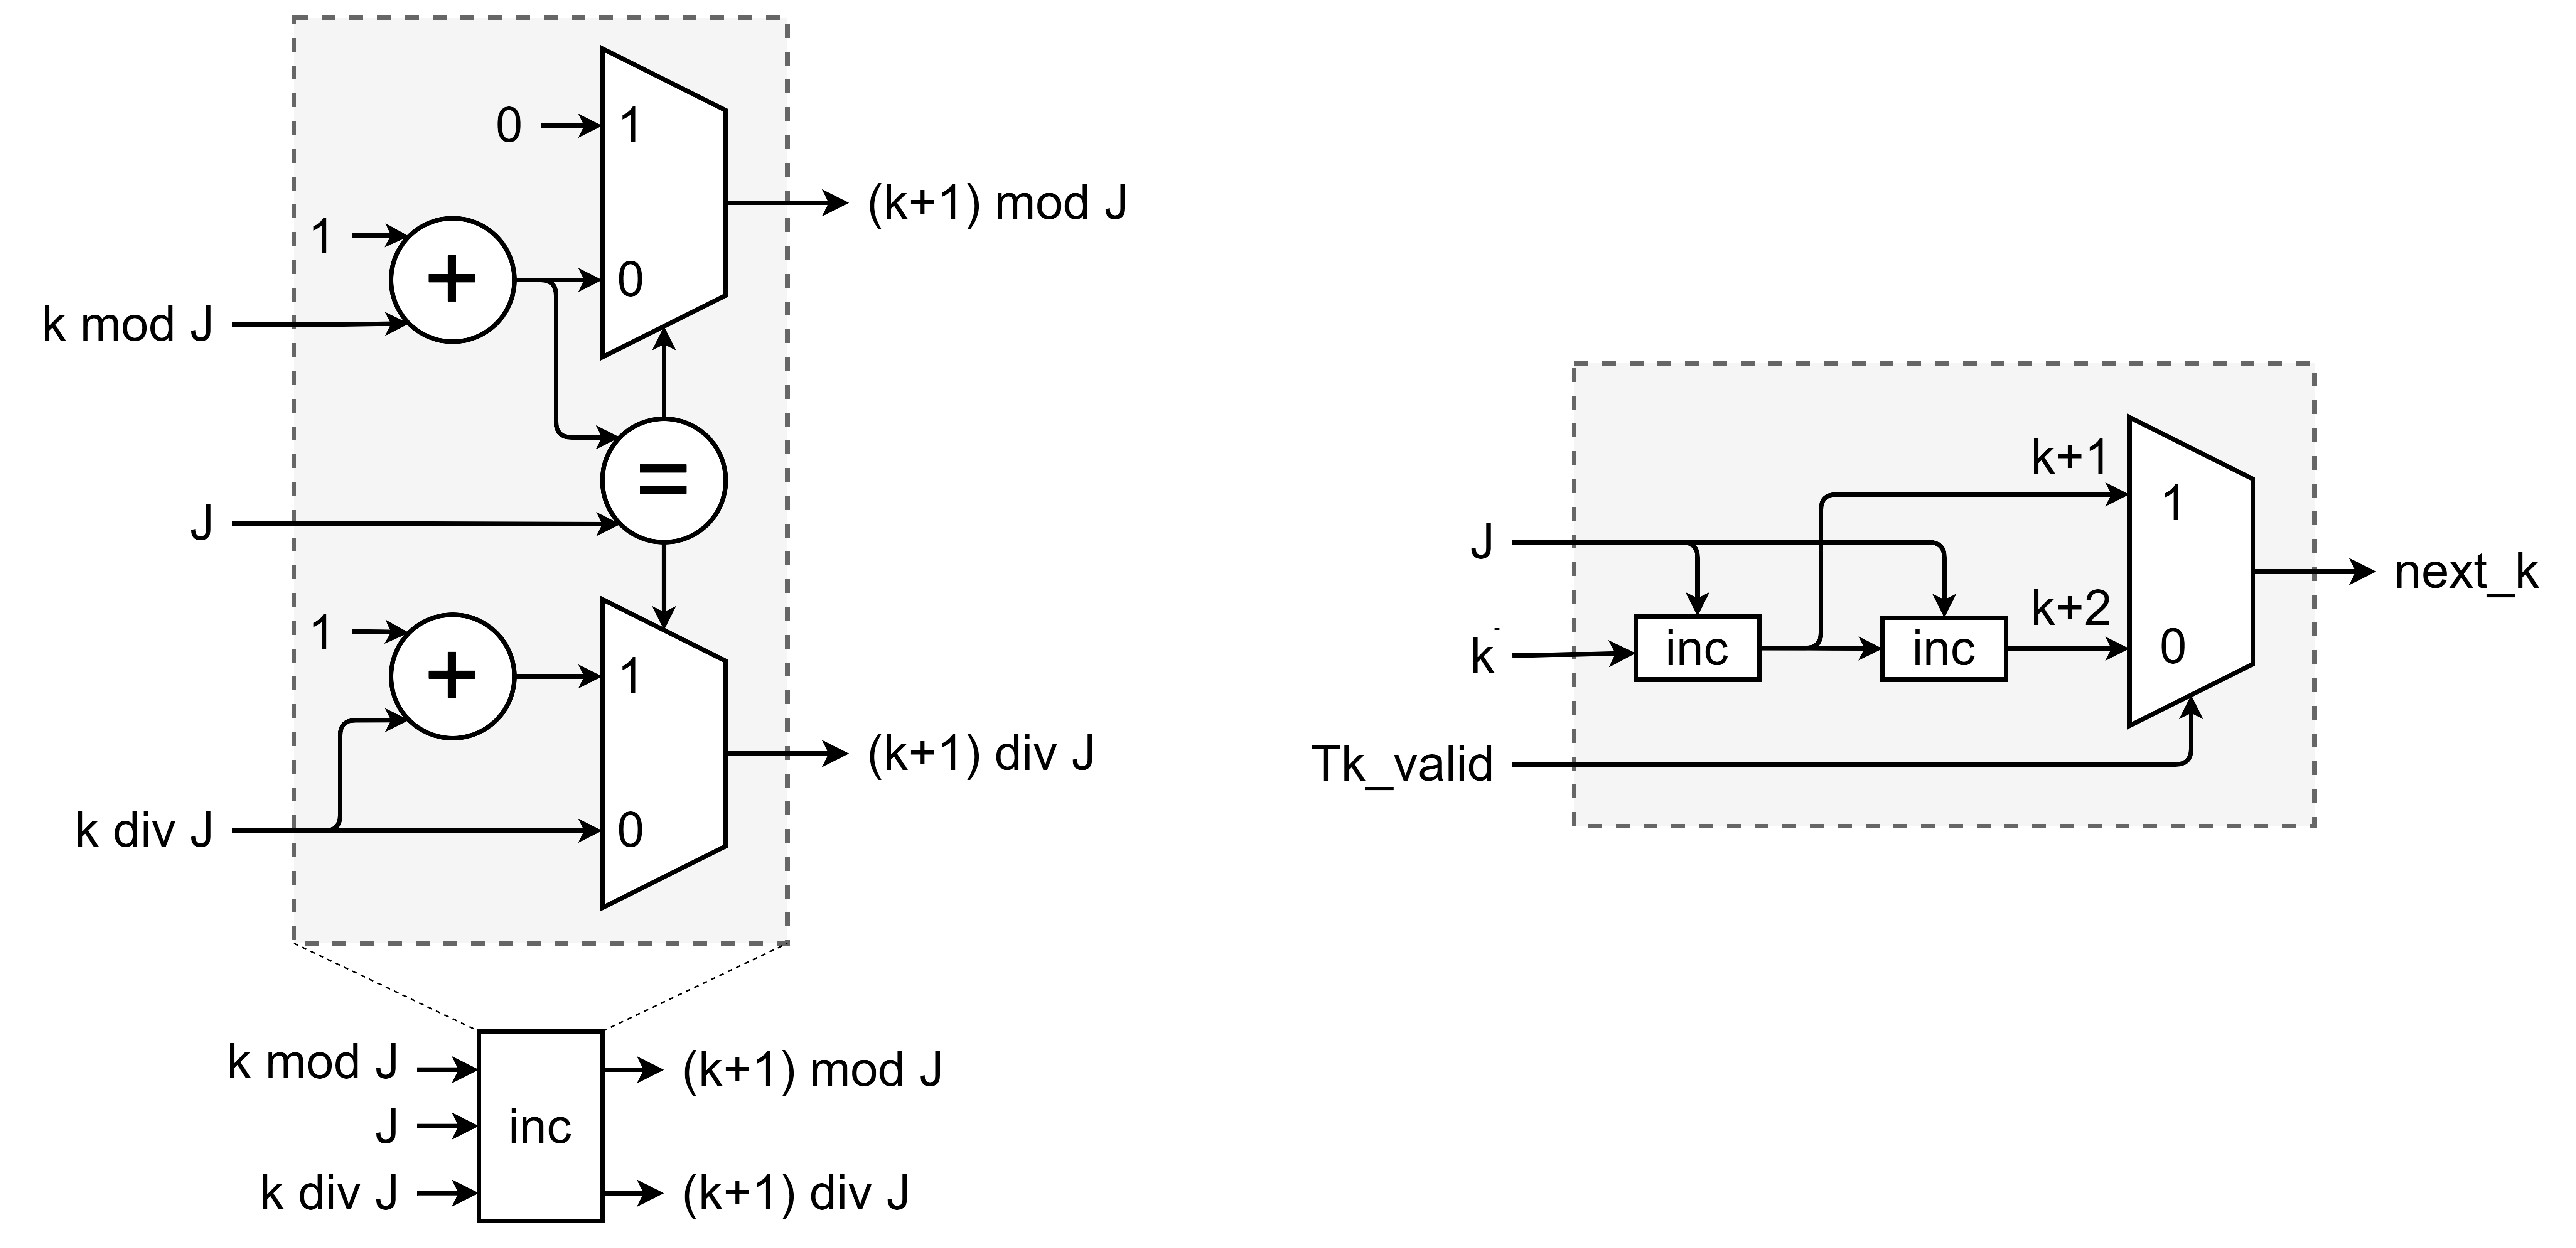 0
1
1
+
0
k mod J
(k+1) mod J
=
J
1
+
1
0
k div J
(k+1) div J
k mod J
J
k div J
inc
(k+1) mod J
(k+1) div J
J
k
Tk_valid
inc
inc
k+1
k+2
1
0
next_k